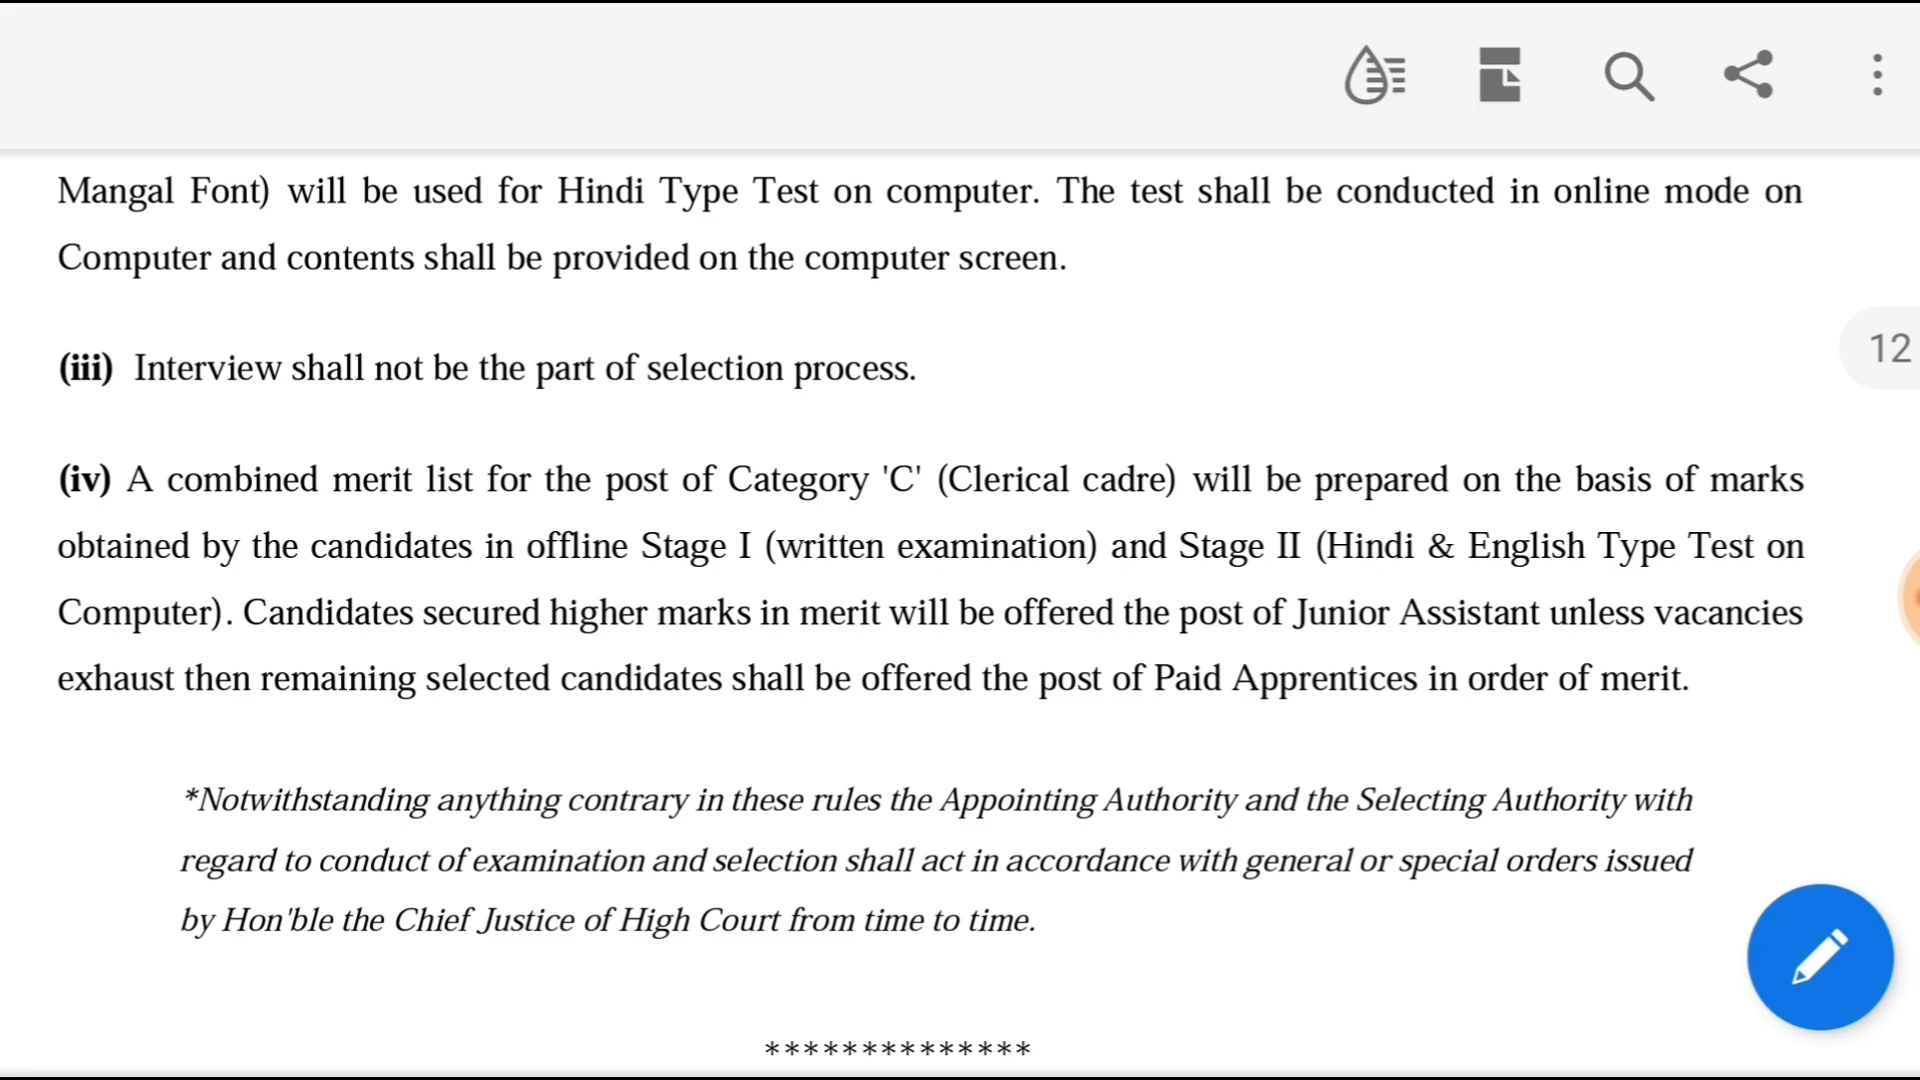 Mangal Font) will be used for Hindi Type Test on computer. The test shall be conducted in online mode on
Computer and contents shall be provided on the computer screen.
12
(iii) Interview shall not be the part of selection process.
(iv) A combined merit list for the post of Category 'C' (Clerical cadre) will be prepared on the basis of marks
obtained by the candidates in offline Stage I (written examination) and Stage II (Hindi & English Type Test on
Computer). Candidates secured higher marks in merit will be offered the post of Junior Assistant unless vacancies
exhaust then remaining selected candidates shall be offered the post of Paid Apprentices in order of merit.
*Notwithstanding anything contrary in these rules the Appointing Authority and the Selecting Authority with
regard to conduct of examination and selection shall act in accordance with general or special orders issued
by Hon'ble the Chief Justice of High Court from time to time.
**************